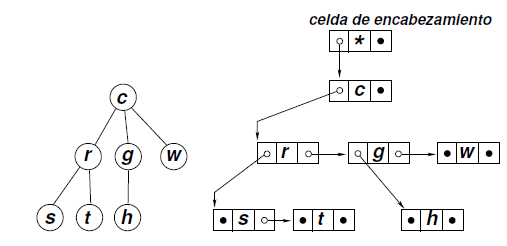 celda de encabezamiento
*
c
c
r g w
r g w
s t h
s t h